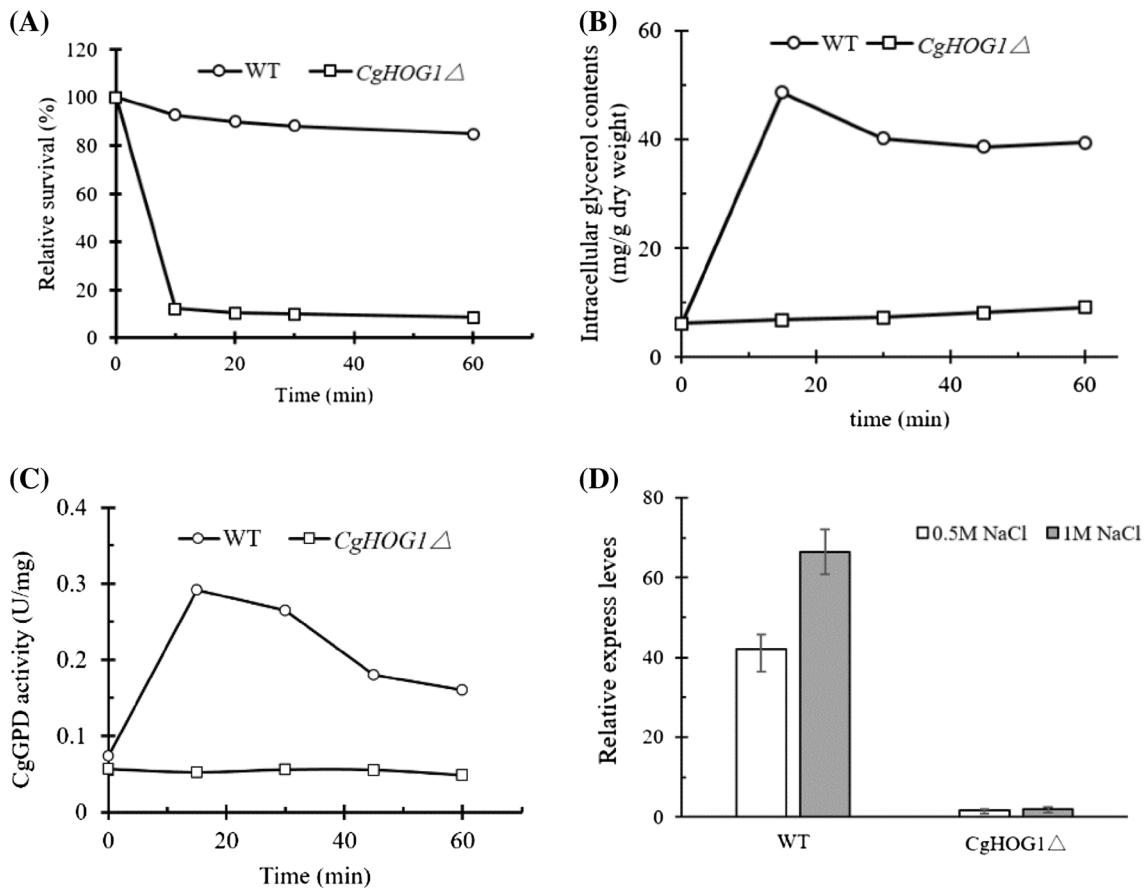 (A)
120
100
80
60
40
20
0
Relative survival (%)
WT
CgHOG1△
0 20 40 60
Time (min)
(B)
60
40
20
0
Intracellular glycerol contents
(mg/g dry weight)
WT
CgHOG1△
0 20 40 60
time (min)
(C)
0.4
0.3
0.2
0.1
0
CgGPD activity (U/mg)
WT
CgHOG1△
0 20 40 60
Time (min)
(D)
80
60
40
20
0
Relative express leves
0.5M NaCl
1M NaCl
WT CgHOG1△